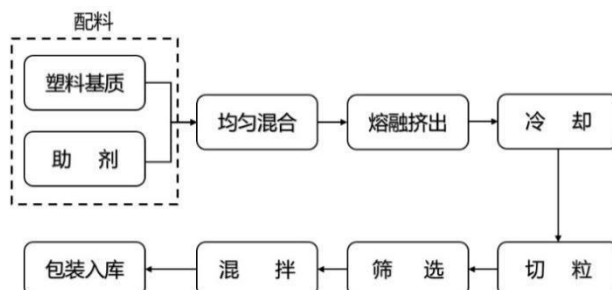 配料
塑料基质
助 剂
均匀混合
熔融挤出
冷 却
切 粒
筛 选
混 拌
包装入库